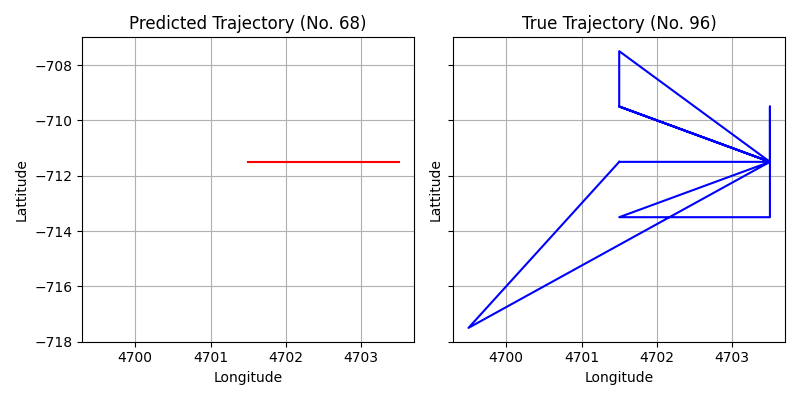 Predicted Trajectory (No. 68)
True Trajectory (No. 96)
−708
−710
−712
−714
−716
−718
Lattitude
Lattitude
4700
4701
4702
4703
4700
4701
4702
4703
Longitude
Longitude